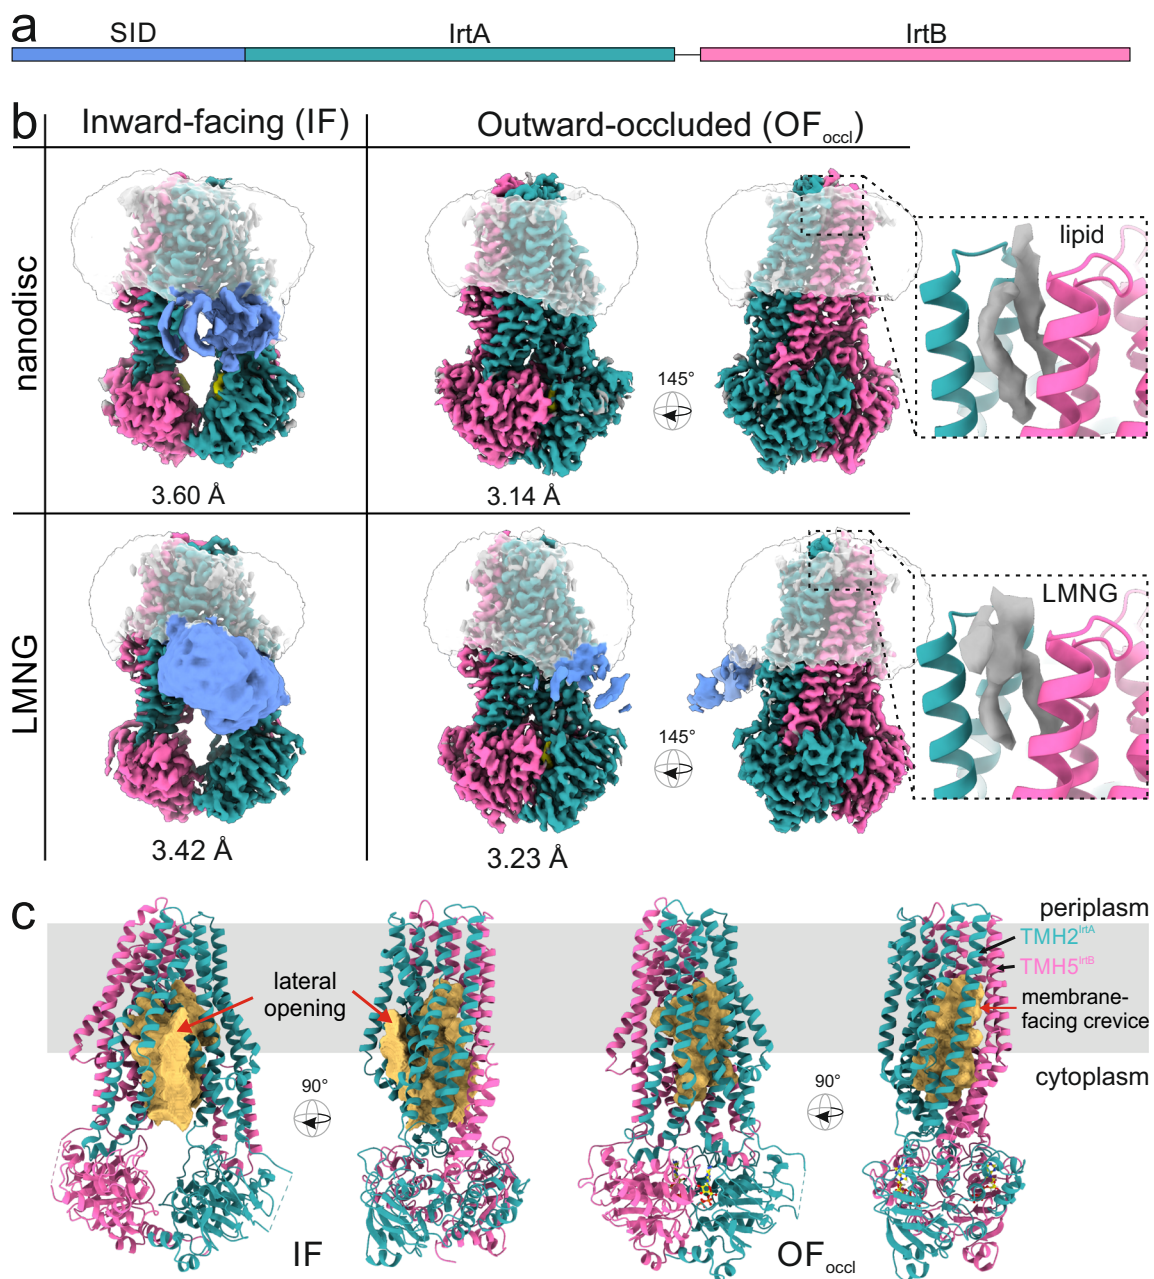 a
SID
IrtA
IrtB
b
Inward-facing (IF)
Outward-occluded (OFoccl)
nanodisc
lipid
145°
3.60 Å
3.14 Å
LMNG
LMNG
145°
3.42 Å
3.23 Å
c
periplasm
TMH2IrtA
TMH5IrtB
lateral
opening
membrane-
facing crevice
90°
90°
cytoplasm
IF
OFoccl